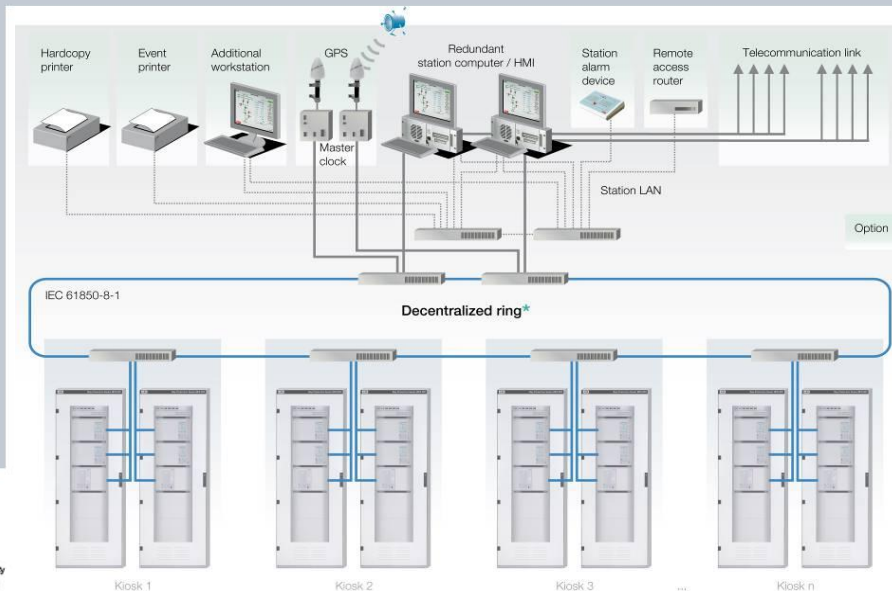 Hardcopy
printer
Event
printer
Additional
workstation
GPS
Redundant
station computer / HMI
Station
alarm
device
Remote
access
router
Telecommunication link
Master
clock
Station LAN
Option
IEC 61850-8-1
Decentralized ring*
Kiosk 1
Kiosk 2
Kiosk 3
...
Kiosk n